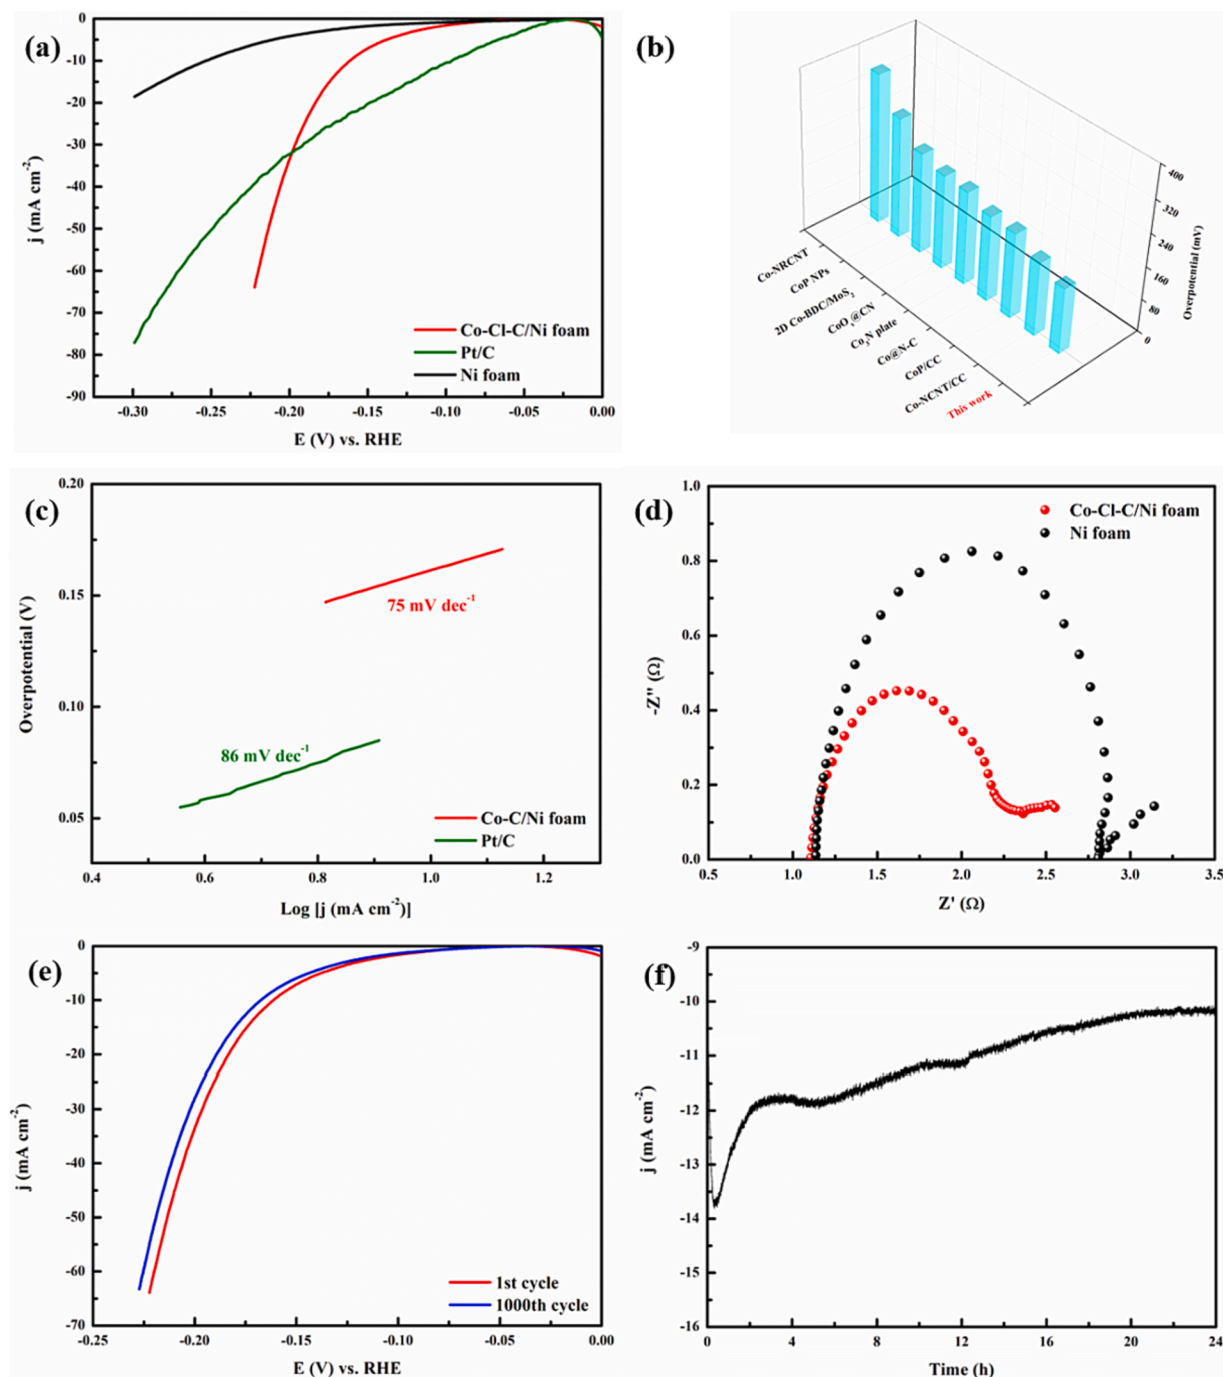 (a)
0
-10
-20
-30
-40
-50
-60
-70
-80
-90
j (mA cm⁻²)
Co-Cl-C/Ni foam
Pt/C
Ni foam
-0.30 -0.25 -0.20 -0.15 -0.10 -0.05 0.00
E (V) vs. RHE
(b)
400
320
240
160
80
0
Overpotential (mV)
Co-NRCNT
CoP NPs
2D Co-BDC/MoS₂
CoOₓ@CN
Co₃N plate
Co@N-C
CoP/CC
Co-NCNT/CC
This work
(c)
0.20
0.15
0.10
0.05
Overpotential (V)
75 mV dec⁻¹
86 mV dec⁻¹
Co-C/Ni foam
Pt/C
0.4 0.6 0.8 1.0 1.2
Log [j (mA cm⁻²)]
(d)
1.0
0.8
0.6
0.4
0.2
0.0
-Z'' (Ω)
Co-Cl-C/Ni foam
Ni foam
0.5 1.0 1.5 2.0 2.5 3.0 3.5
Z' (Ω)
(e)
0
-10
-20
-30
-40
-50
-60
-70
j (mA cm⁻²)
1st cycle
1000th cycle
-0.25 -0.20 -0.15 -0.10 -0.05 0.00
E (V) vs. RHE
(f)
-9
-10
-11
-12
-13
-14
-15
-16
j (mA cm⁻²)
0 4 8 12 16 20 24
Time (h)